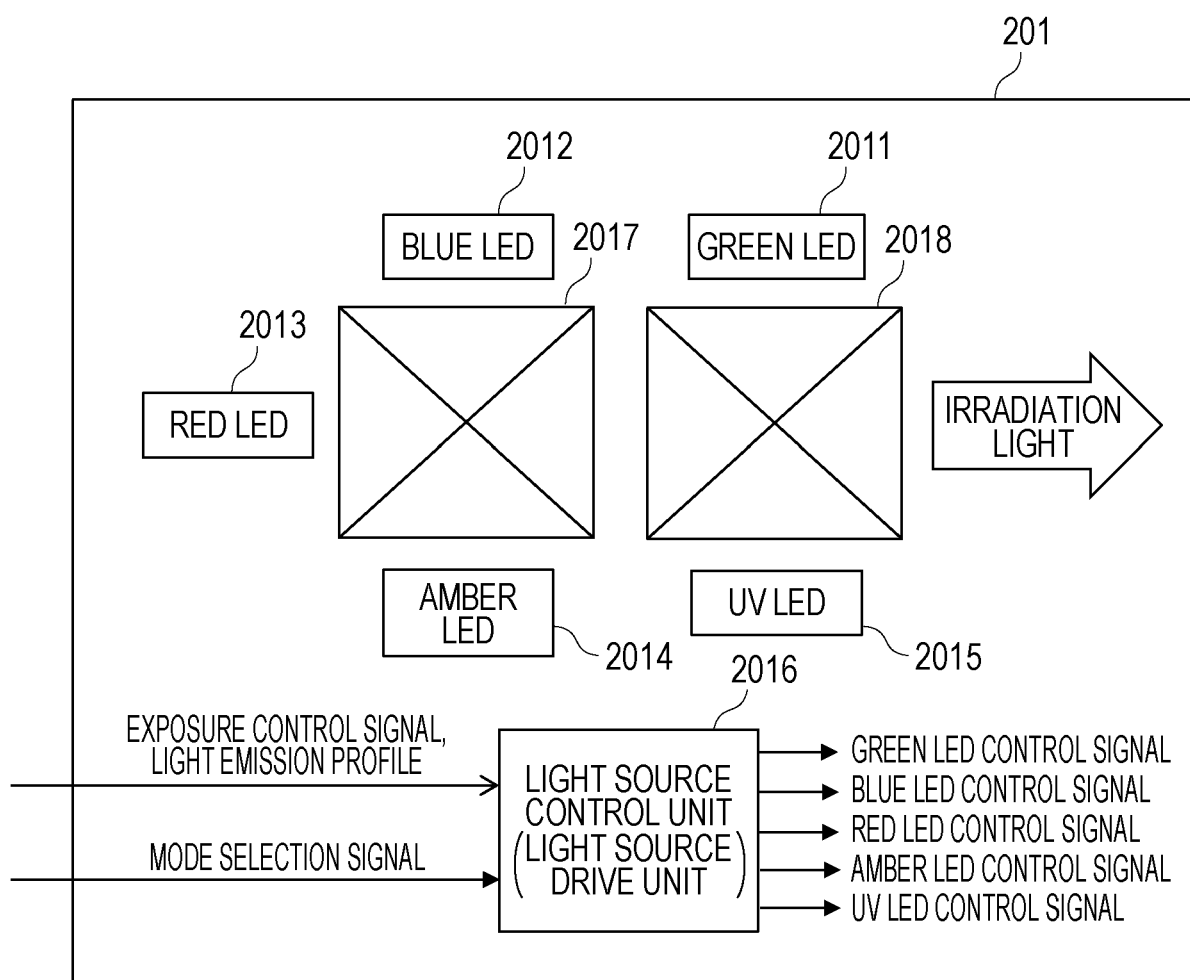 201
2012
2011
BLUE LED
2017
GREEN LED
2018
2013
RED LED
IRRADIATION
LIGHT
AMBER
LED
2014
UV LED
2015
2016
EXPOSURE CONTROL SIGNAL,
LIGHT EMISSION PROFILE
MODE SELECTION SIGNAL
LIGHT SOURCE
CONTROL UNIT
(LIGHT SOURCE
DRIVE UNIT)
GREEN LED CONTROL SIGNAL
BLUE LED CONTROL SIGNAL
RED LED CONTROL SIGNAL
AMBER LED CONTROL SIGNAL
UV LED CONTROL SIGNAL